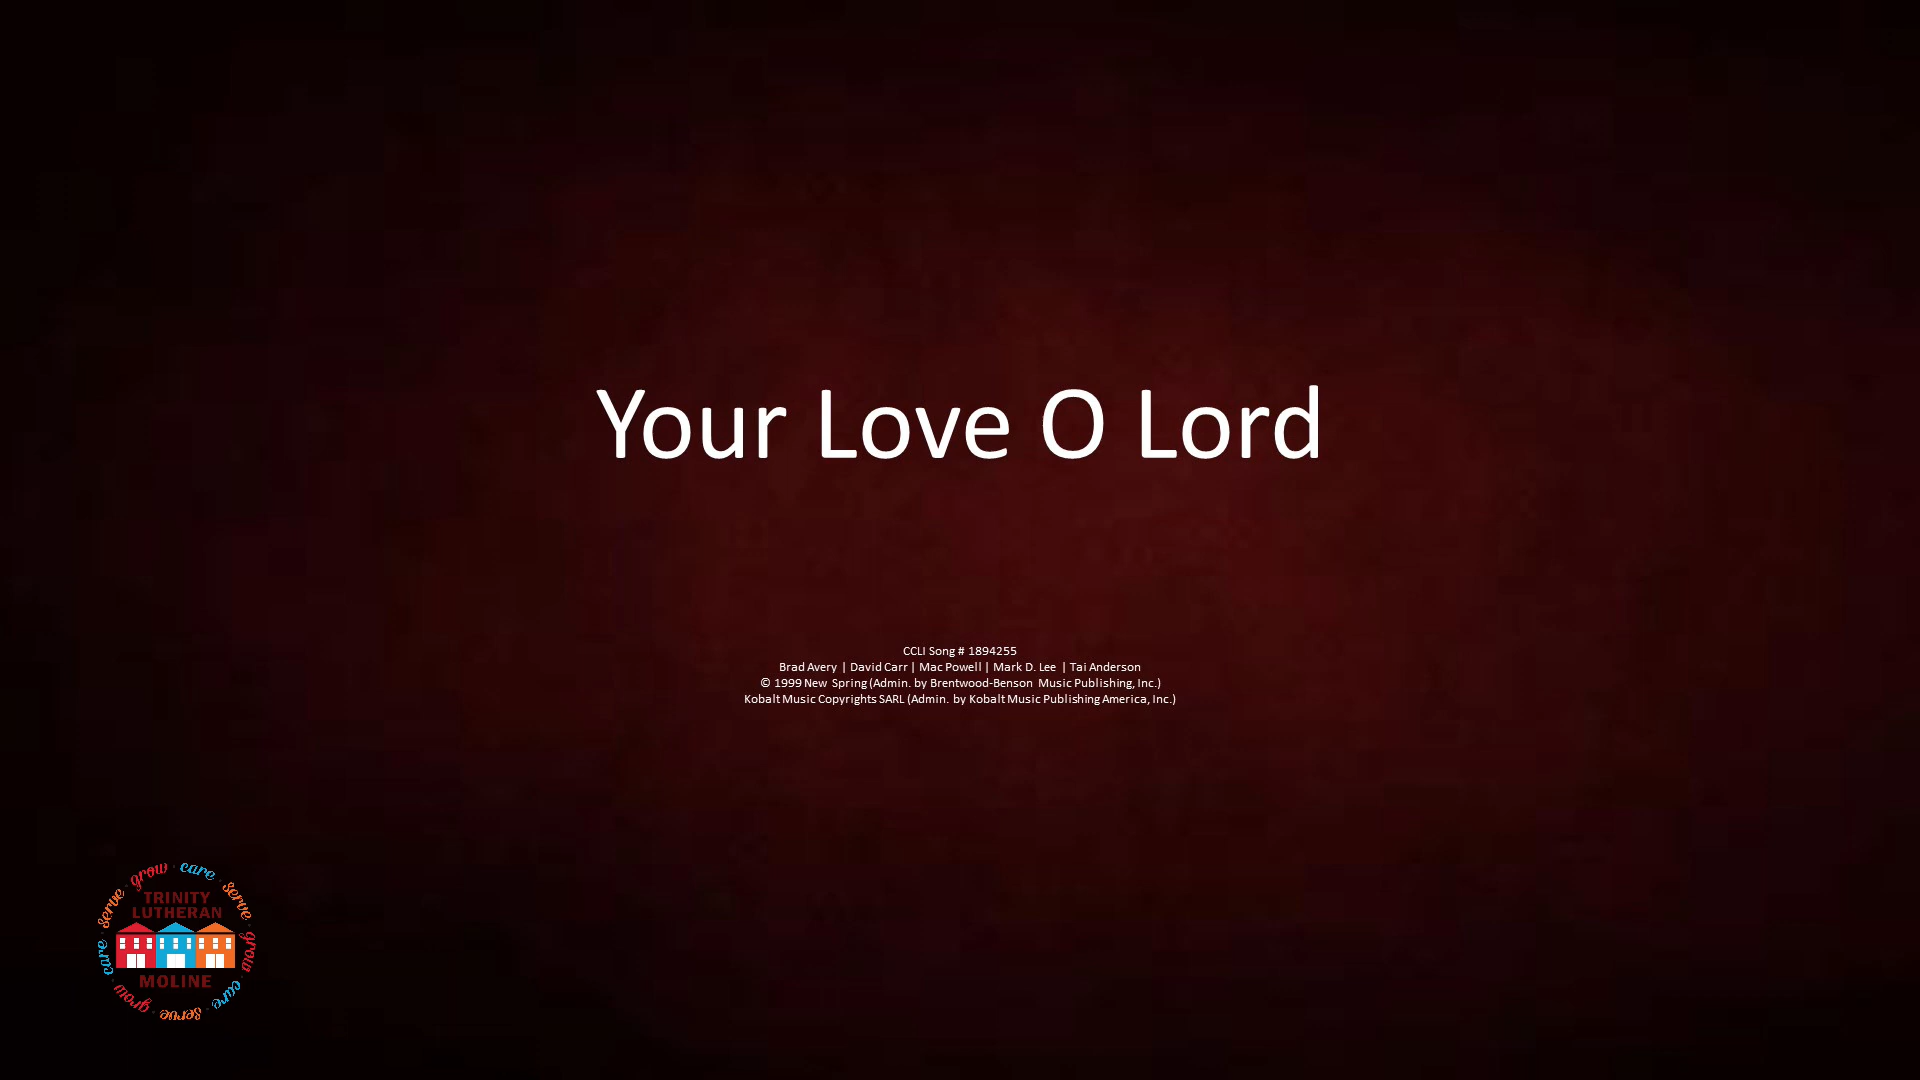 Your Love O Lord
CCLI Song # 1894255
Brad Avery | David Carr | Mac Powell | Mark D. Lee | Tai Anderson
© 1999 New Spring (Admin. by Brentwood-Benson Music Publishing, Inc.)
Kobalt Music Copyrights SARL (Admin. by Kobalt Music Publishing America, Inc.)
grow · care · serve · grow · care · serve · grow · care · serve
TRINITY
LUTHERAN
MOLINE